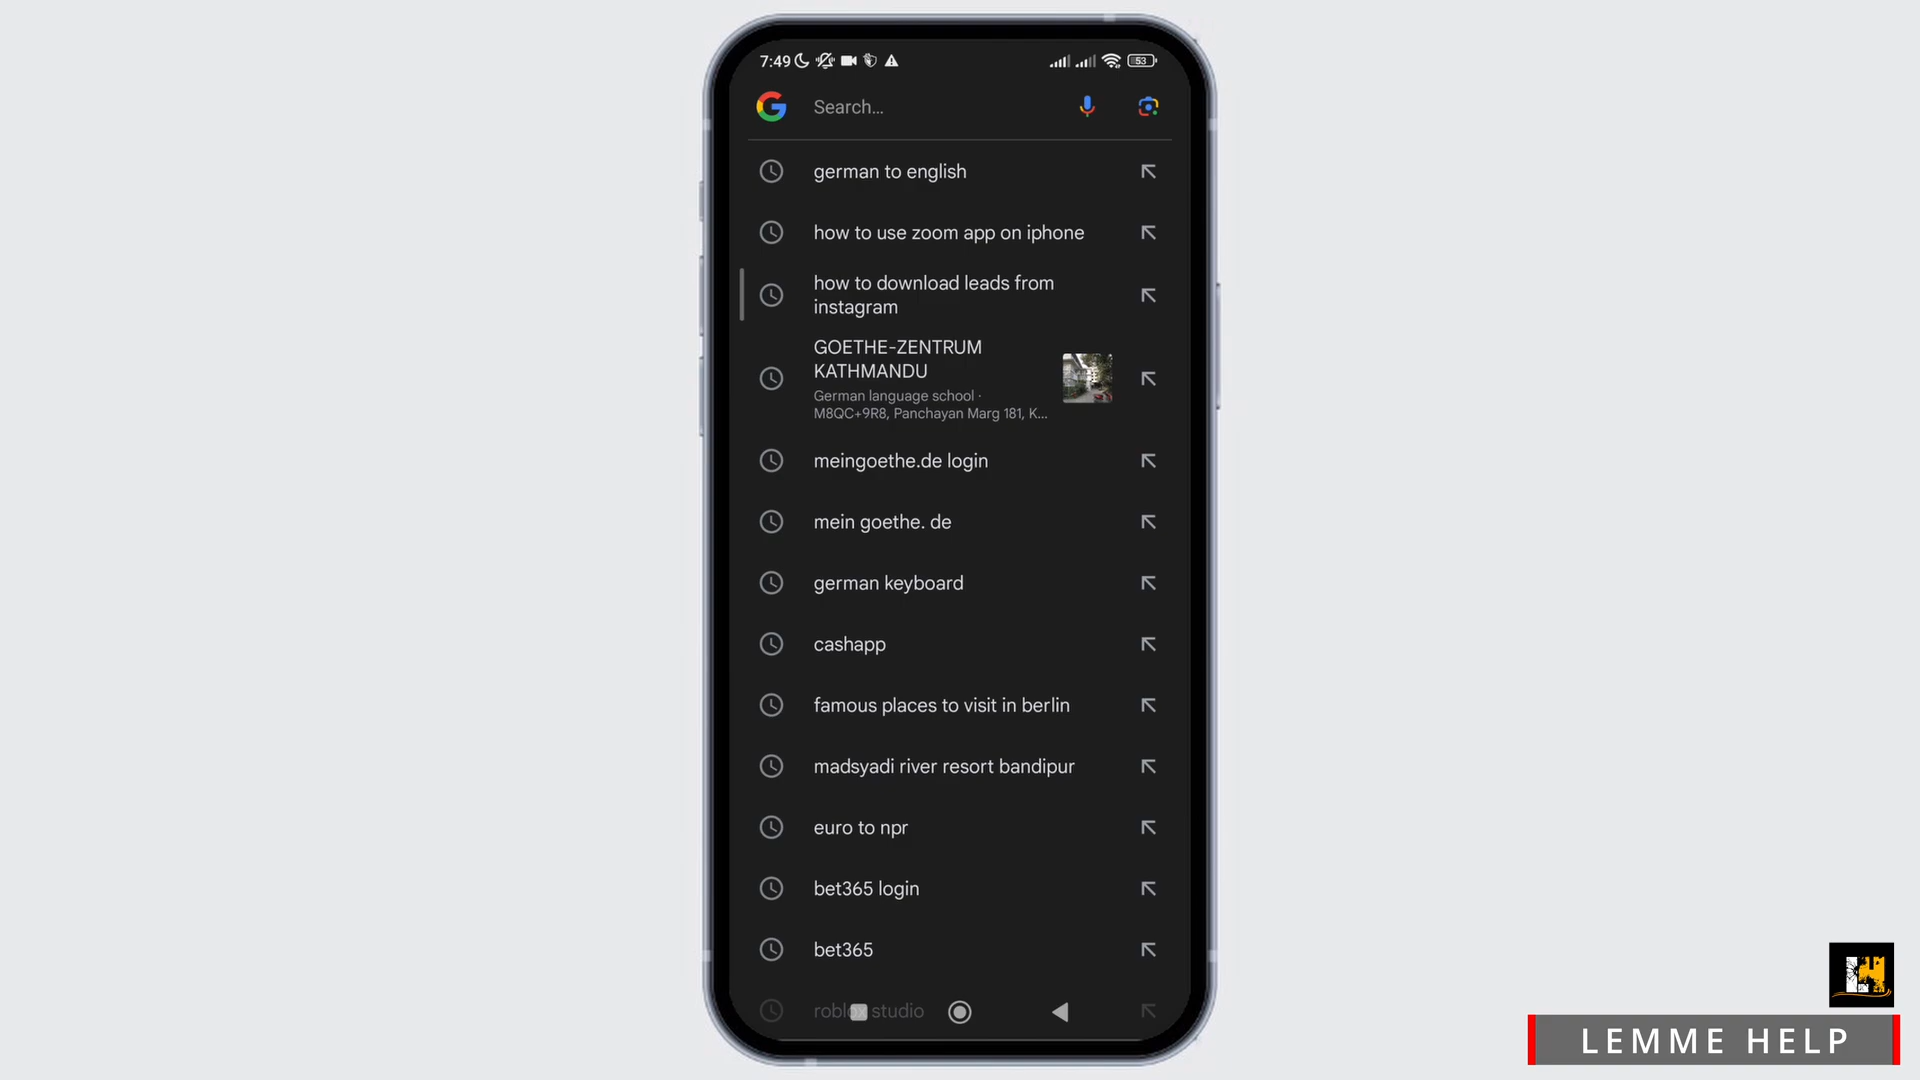 7:49
53
Search...
german to english
how to use zoom app on iphone
how to download leads from
instagram
GOETHE-ZENTRUM
KATHMANDU
German language school ·
M8QC+9R8, Panchayan Marg 181, K...
meingoethe.de login
mein goethe. de
german keyboard
cashapp
famous places to visit in berlin
madsyadi river resort bandipur
euro to npr
bet365 login
bet365
roblox studio
LEMME HELP